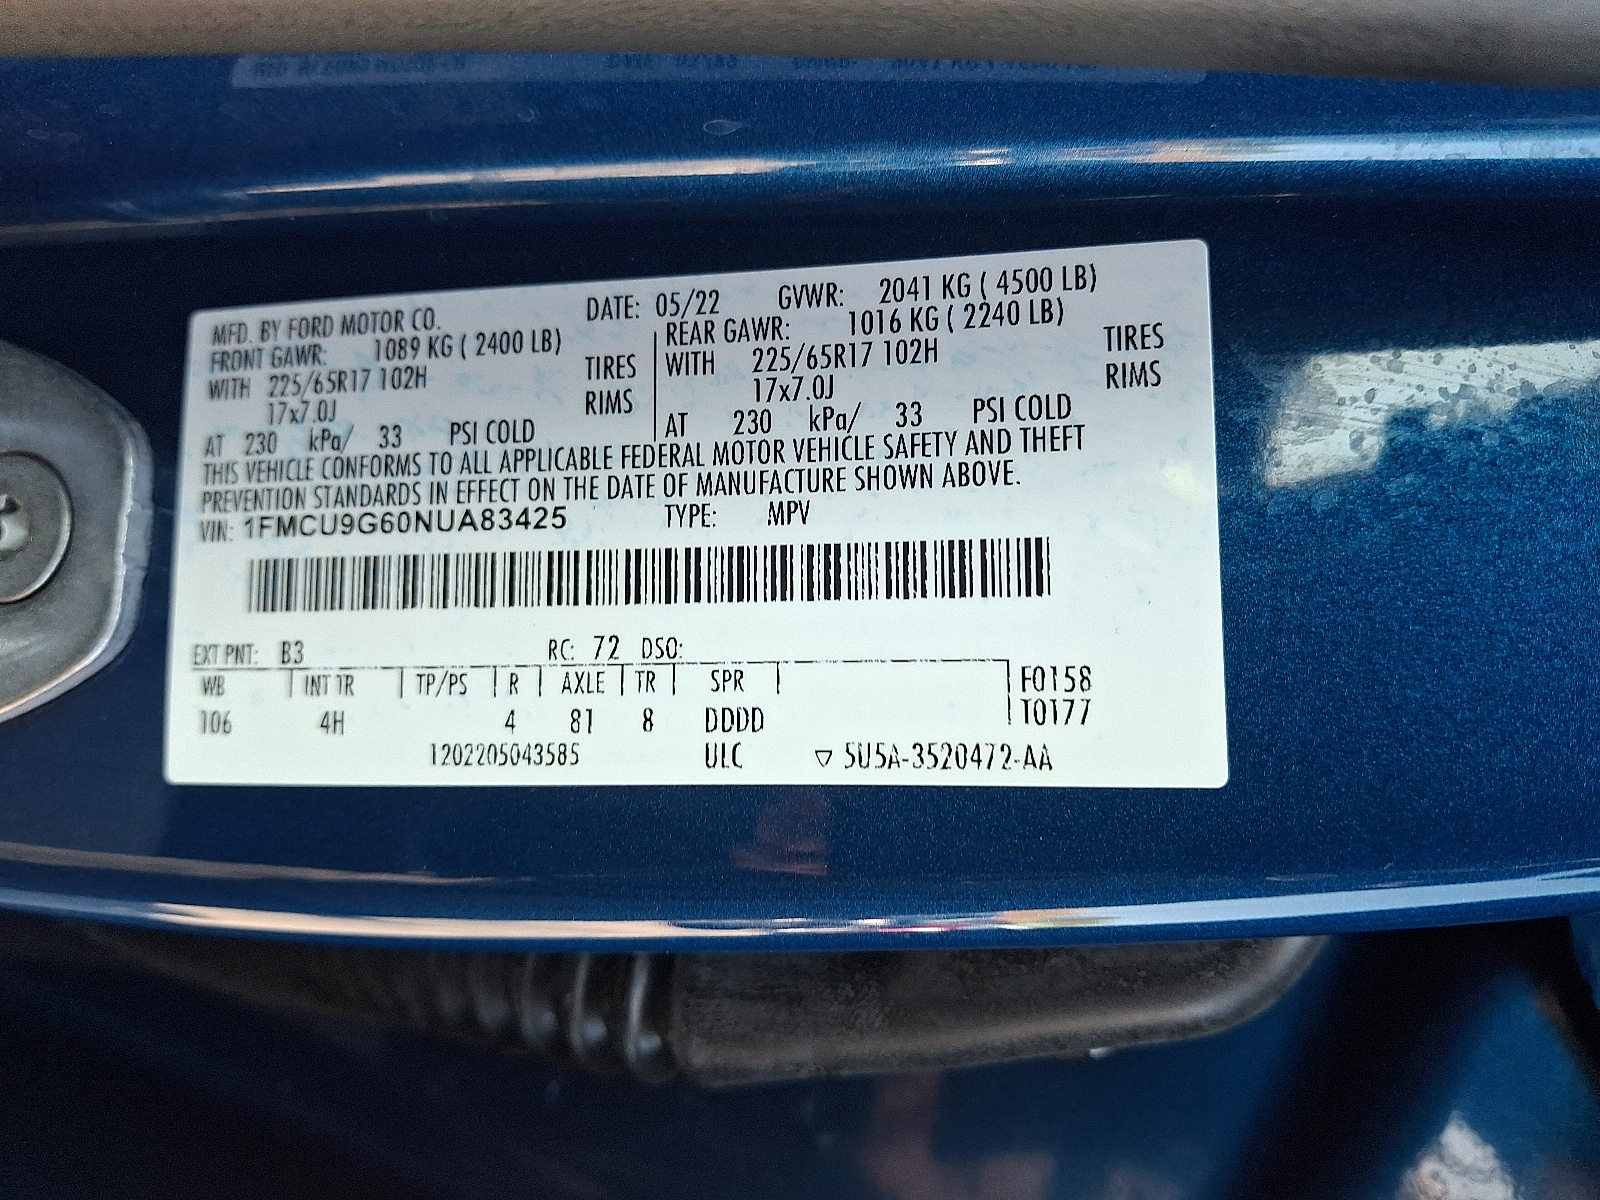 MFD. BY FORD MOTOR CO. DATE: 05/22 GVWR: 2041 KG ( 4500 LB)
FRONT GAWR: 1089 KG ( 2400 LB) REAR GAWR: 1016 KG ( 2240 LB)
WITH 225/65R17 102H TIRES WITH 225/65R17 102H TIRES
17x7.0J RIMS 17x7.0J RIMS
AT 230 kPa/ 33 PSI COLD AT 230 kPa/ 33 PSI COLD
THIS VEHICLE CONFORMS TO ALL APPLICABLE FEDERAL MOTOR VEHICLE SAFETY AND THEFT
PREVENTION STANDARDS IN EFFECT ON THE DATE OF MANUFACTURE SHOWN ABOVE.
VIN: 1FMCU9G60NUA83425 TYPE: MPV
EXT PNT: B3 RC: 72 DSO:
WB INT TR TP/PS R AXLE TR SPR F0158
106 4H 4 81 8 DDDD T0177
1202205043585 ULC ▽ 5U5A-3520472-AA